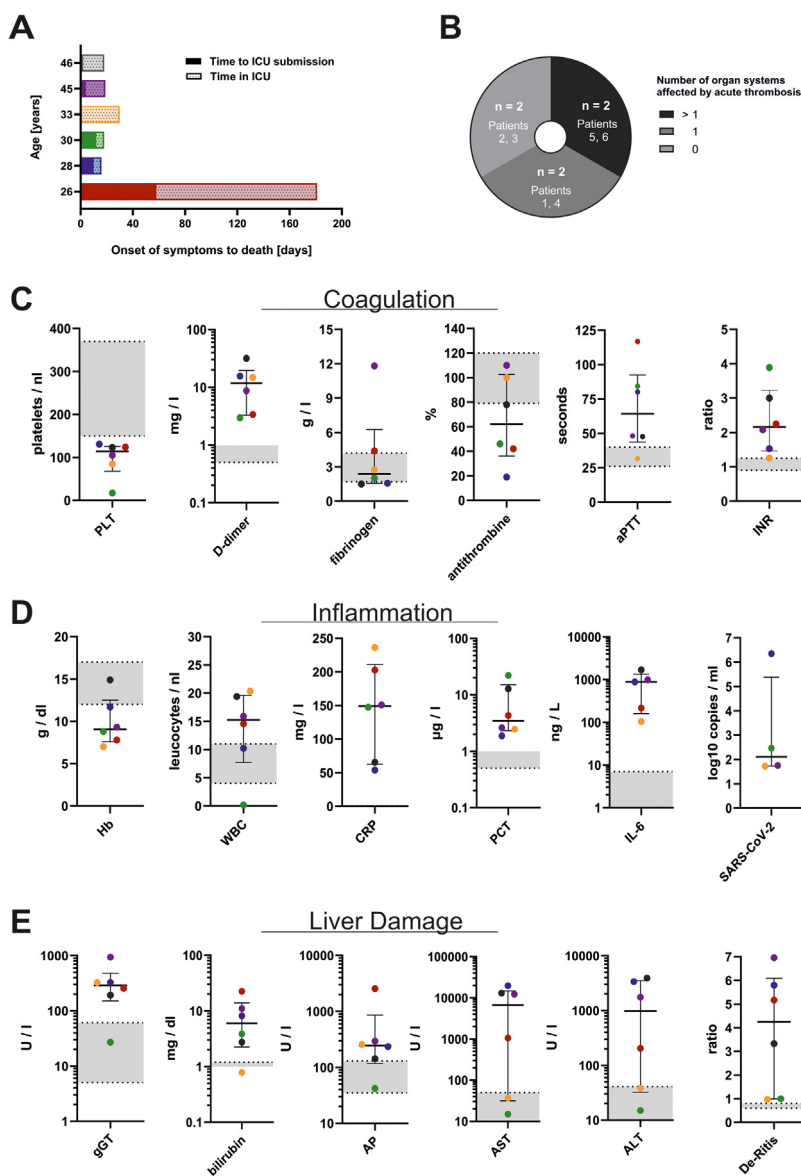 A
Time to ICU submission
Time in ICU
Age [years]
46
45
33
30
28
26
0 40 80 120 160 200
Onset of symptoms to death [days]
B
n = 2
Patients
2, 3
n = 2
Patients
5, 6
n = 2
Patients
1, 4
Number of organ systems
affected by acute thrombosis
> 1
1
0
C
Coagulation
platelets / nl
400
300
200
100
0
PLT
mg / l
100
10
1
0.1
D-dimer
g / l
15
12
9
6
3
0
fibrinogen
%
140
120
100
80
60
40
20
0
antithrombine
seconds
125
100
75
50
25
0
aPTT
ratio
5
4
3
2
1
0
INR
D
Inflammation
g / dl
20
15
10
5
0
Hb
leucocytes / nl
30
25
20
15
10
5
0
WBC
mg / l
250
200
150
100
50
0
CRP
µg / l
100
10
1
0.1
PCT
ng / L
10000
1000
100
10
1
IL-6
log10 copies / ml
7
6
5
4
3
2
1
0
SARS-CoV-2
E
Liver Damage
U / l
1000
100
10
1
gGT
mg / dl
100
10
1
0.1
bilirubin
U / l
10000
1000
100
10
AP
U / l
100000
10000
1000
100
10
AST
U / l
10000
1000
100
10
ALT
ratio
7
6
5
4
3
2
1
0
De-Ritis